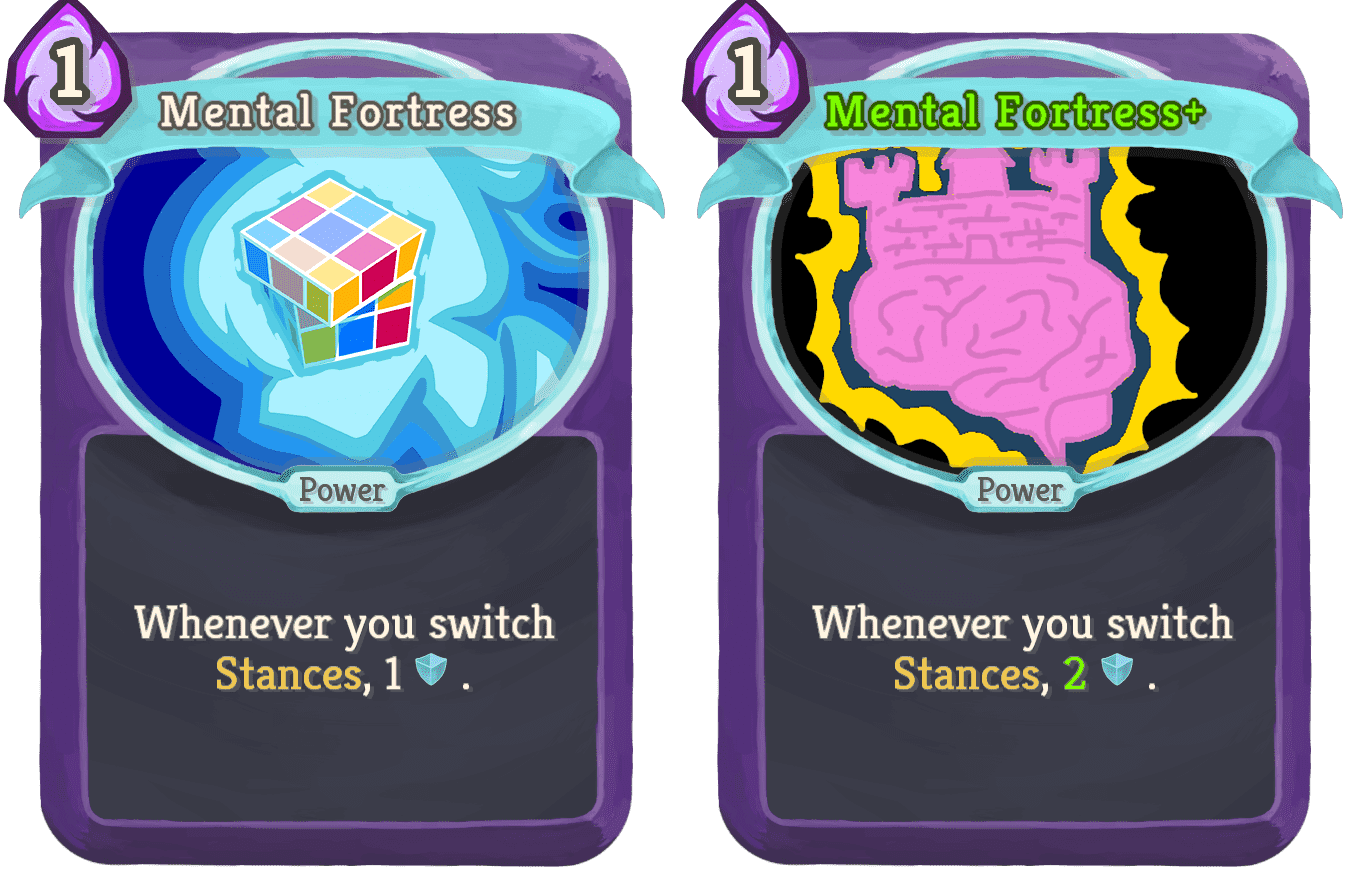 1
Mental Fortress
Power
Whenever you switch
Stances, 1 .
1
Mental Fortress+
Power
Whenever you switch
Stances, 2 .